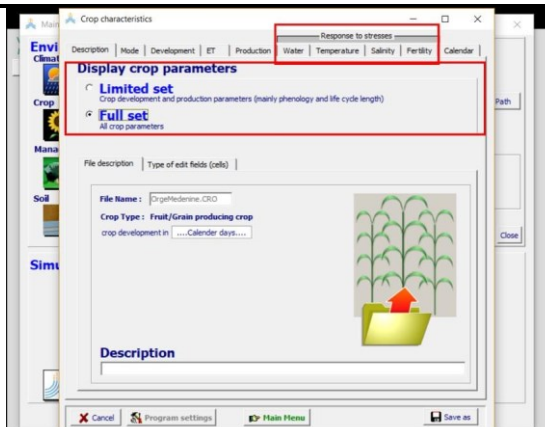 Crop characteristics
Main
Response to stresses
Description Mode Development ET Production Water Temperature Salinity Fertility Calendar
Display crop parameters
Limited set
Crop development and production parameters (mainly phenology and life cycle length)
Full set
All crop parameters
File description Type of edit fields (cells)
File Name : OrgeMedenine.CRO
Crop Type : Fruit/Grain producing crop
crop development in ....Calender days....
Description
Cancel Program settings Main Menu Save as
Envi
Climat
Crop
Mana
Soil
Simu
Path
Close